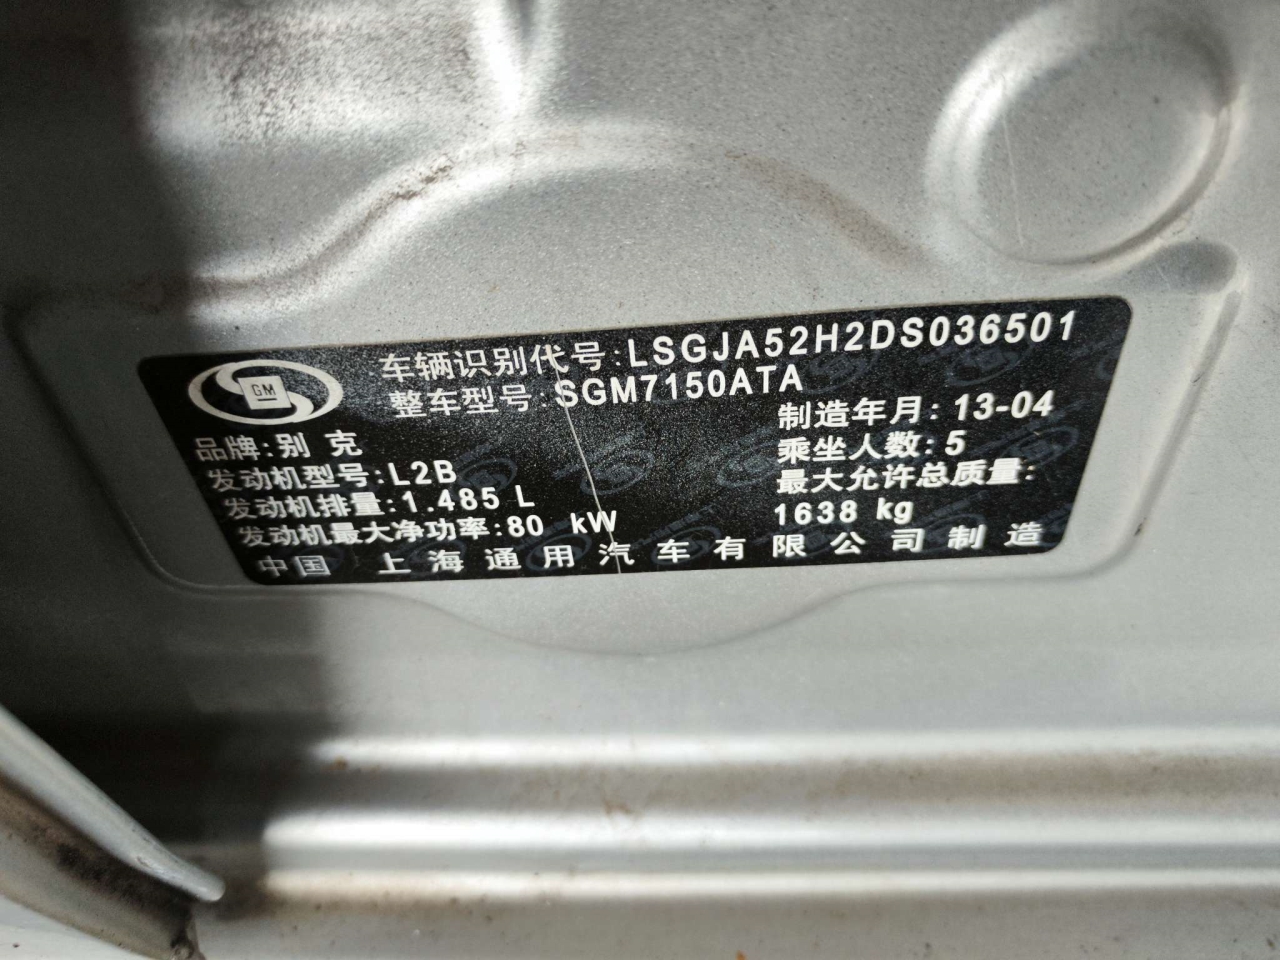 GM
车辆识别代号:LSGJA52H2DS036501
整车型号:SGM7150ATA
品牌:别克
制造年月:13-04
发动机型号:L2B
乘坐人数:5
发动机排量:1.485 L
最大允许总质量:
1638 kg
发动机最大净功率:80 kW
中国 上海通用汽车有限公司制造